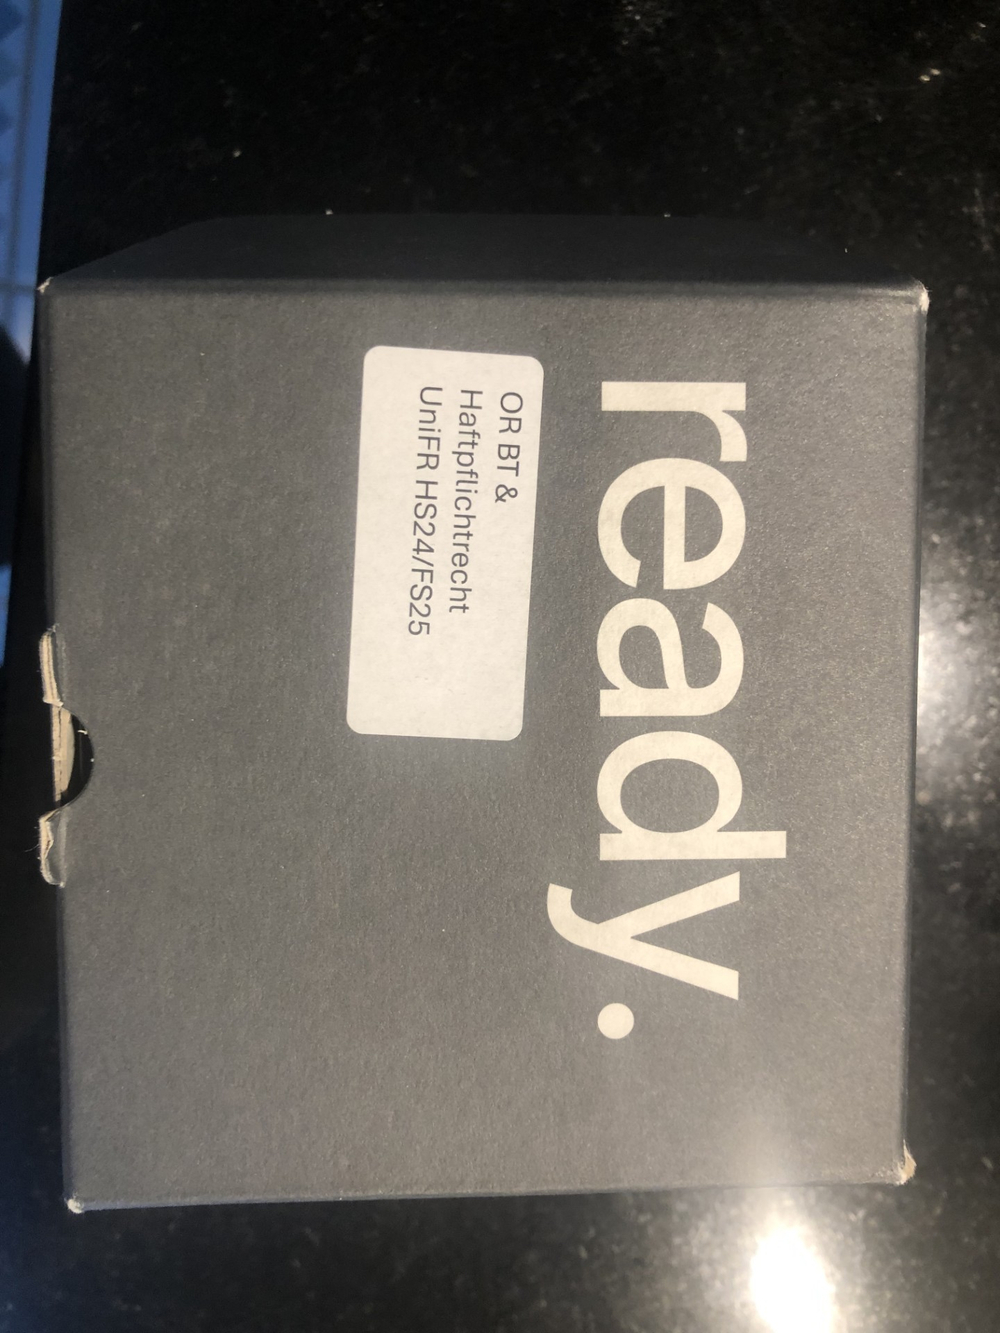 ready.
OR BT &
Haftpflichtrecht
UniFR HS24/FS25